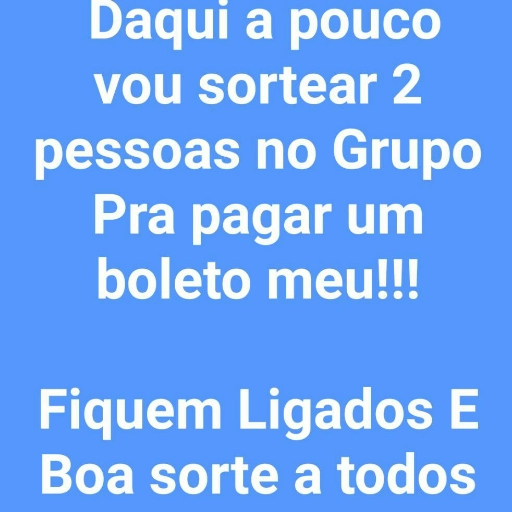 Daqui a pouco
vou sortear 2
pessoas no Grupo
Pra pagar um
boleto meu!!!
Fiquem Ligados E
Boa sorte a todos